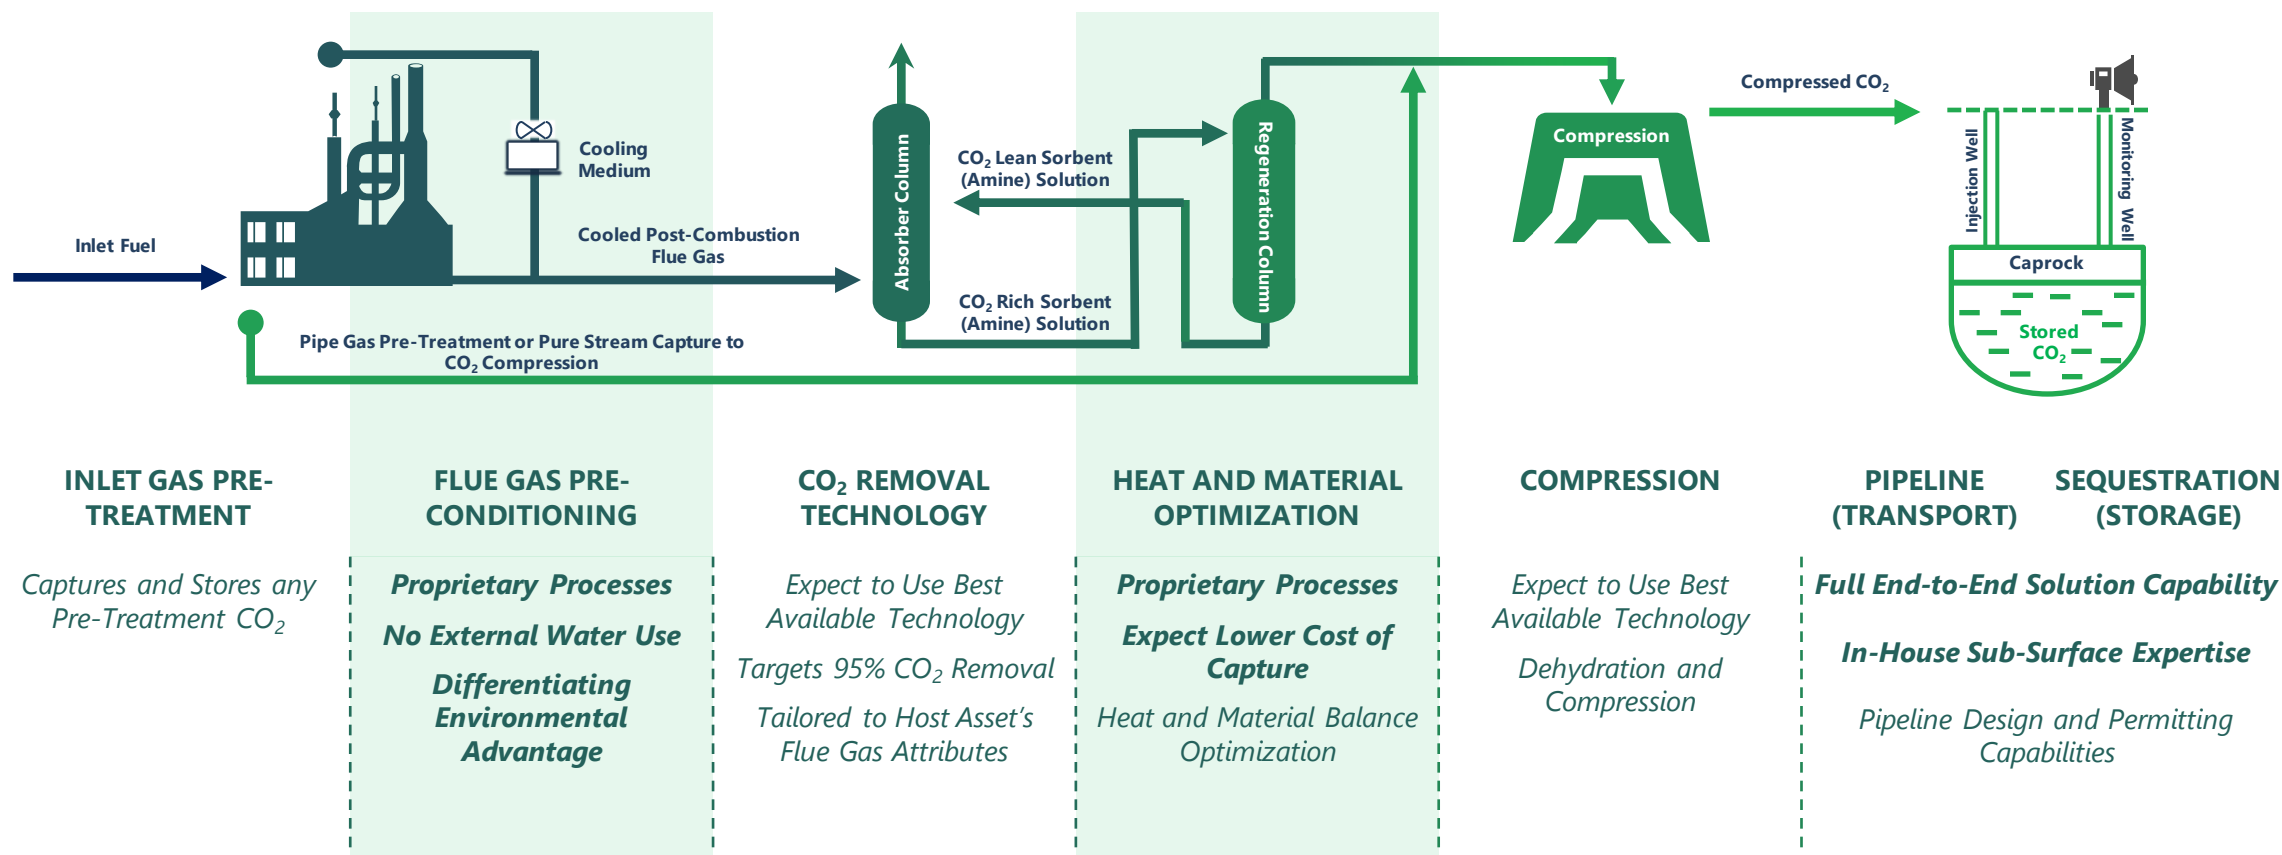 Inlet Fuel
Cooling
Medium
Cooled Post-Combustion
Flue Gas
Pipe Gas Pre-Treatment or Pure Stream Capture to
CO₂ Compression
Absorber Column
CO₂ Lean Sorbent
(Amine) Solution
CO₂ Rich Sorbent
(Amine) Solution
Regeneration Column
Compression
Compressed CO₂
Injection Well
Monitoring Well
Caprock
Stored
CO₂
INLET GAS PRE-
TREATMENT
Captures and Stores any
Pre-Treatment CO₂
FLUE GAS PRE-
CONDITIONING
Proprietary Processes
No External Water Use
Differentiating
Environmental
Advantage
CO₂ REMOVAL
TECHNOLOGY
Expect to Use Best
Available Technology
Targets 95% CO₂ Removal
Tailored to Host Asset's
Flue Gas Attributes
HEAT AND MATERIAL
OPTIMIZATION
Proprietary Processes
Expect Lower Cost of
Capture
Heat and Material Balance
Optimization
COMPRESSION
Expect to Use Best
Available Technology
Dehydration and
Compression
PIPELINE
(TRANSPORT)
SEQUESTRATION
(STORAGE)
Full End-to-End Solution Capability
In-House Sub-Surface Expertise
Pipeline Design and Permitting
Capabilities